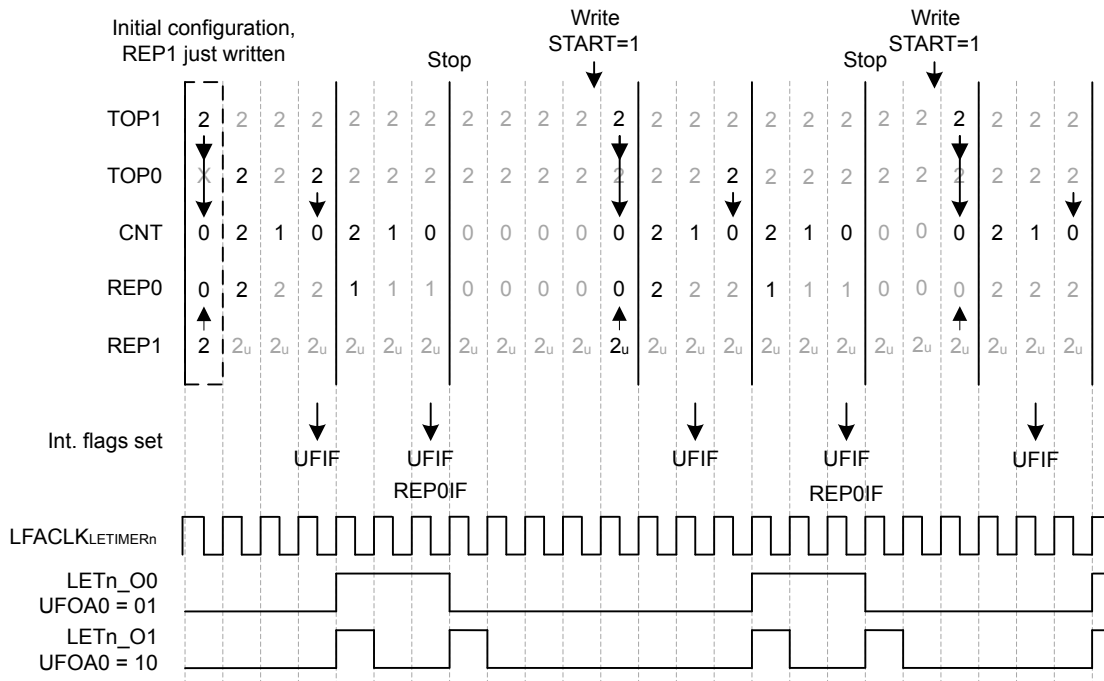 Initial configuration,
REP1 just written
Stop
Write
START=1
Stop
Write
START=1
TOP1 2 2 2 2 2 2 2 2 2 2 2 2 2 2 2 2 2 2 2 2 2 2 2 2
TOP0 X 2 2 2 2 2 2 2 2 2 2 2 2 2 2 2 2 2 2 2 2 2 2 2
CNT 0 2 1 0 2 1 0 0 0 0 0 0 2 1 0 2 1 0 0 0 0 2 1 0
REP0 0 2 2 2 1 1 1 0 0 0 0 0 2 2 2 1 1 1 0 0 0 2 2 2
REP1 2 2u 2u 2u 2u 2u 2u 2u 2u 2u 2u 2u 2u 2u 2u 2u 2u 2u 2u 2u 2u 2u 2u 2u
Int. flags set
UFIF UFIF UFIF UFIF UFIF
REP0IF REP0IF
LFACLKLETIMERn
LETn_O0
UFOA0 = 01
LETn_O1
UFOA0 = 10